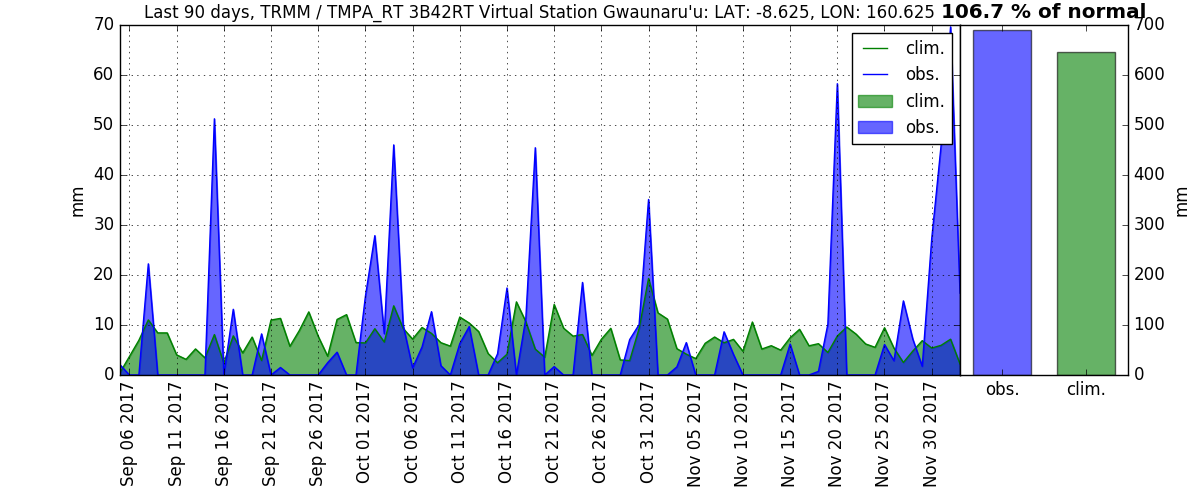 Last 90 days, TRMM / TMPA_RT 3B42RT Virtual Station Gwaunaru'u: LAT: -8.625, LON: 160.625 106.7 % of normal
70
60
50
40
30
20
10
0
mm
clim.
obs.
clim.
obs.
700
600
500
400
300
200
100
0
mm
obs.
clim.
Sep 06 2017
Sep 11 2017
Sep 16 2017
Sep 21 2017
Sep 26 2017
Oct 01 2017
Oct 06 2017
Oct 11 2017
Oct 16 2017
Oct 21 2017
Oct 26 2017
Oct 31 2017
Nov 05 2017
Nov 10 2017
Nov 15 2017
Nov 20 2017
Nov 25 2017
Nov 30 2017